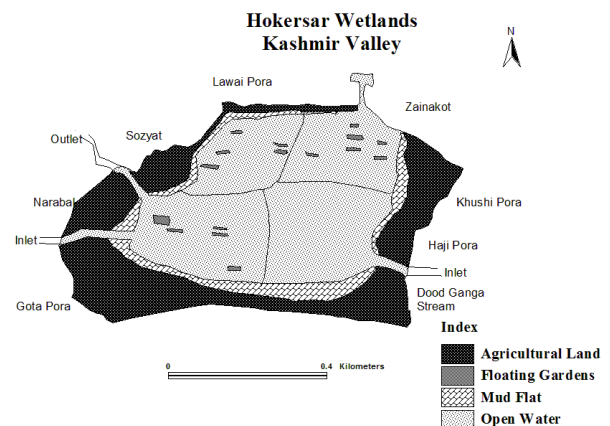 Hokersar Wetlands
Kashmir Valley
N
Lawai Pora
Zainakot
Outlet
Sozyat
Narabal
Khushi Pora
Inlet
Haji Pora
Inlet
Gota Pora
Dood Ganga
Stream
Index
0 0.4 Kilometers
Agricultural Land
Floating Gardens
Mud Flat
Open Water